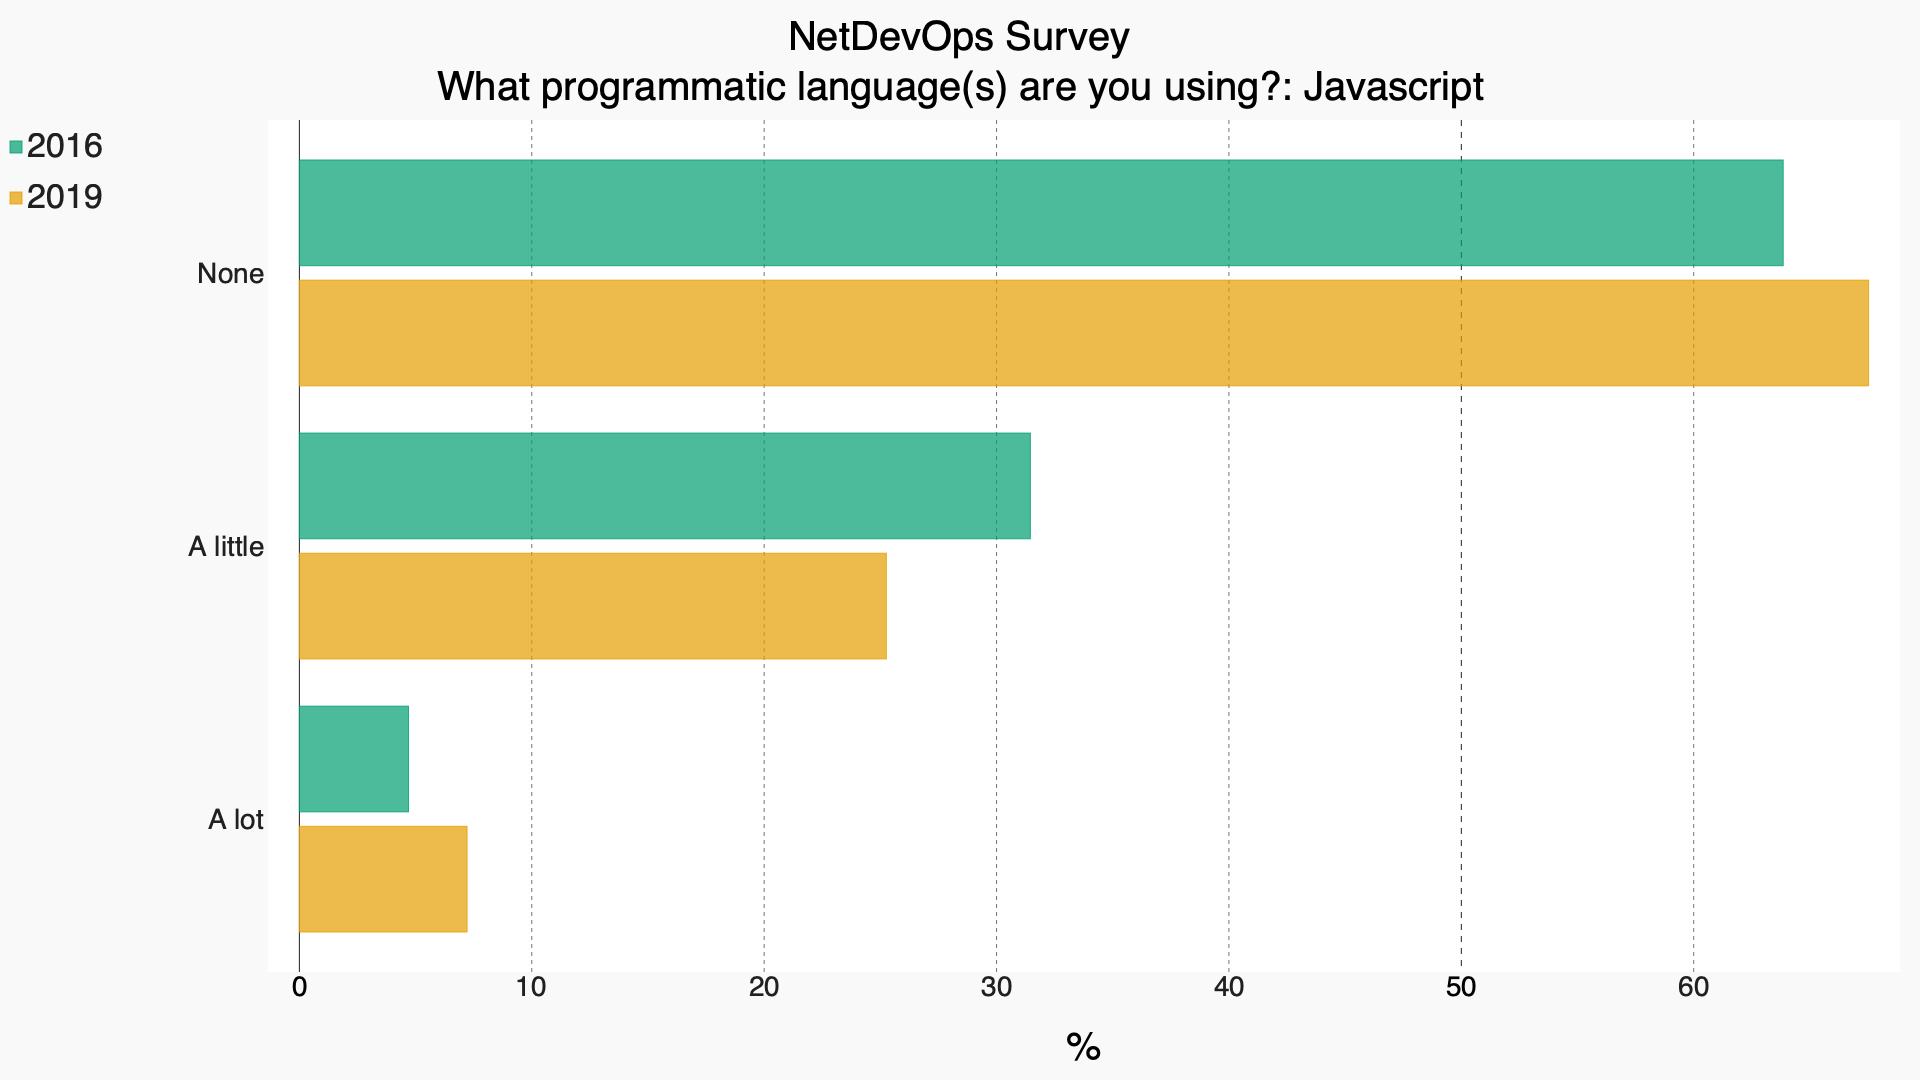 NetDevOps Survey
What programmatic language(s) are you using?: Javascript
2016
2019
None
A little
A lot
0 10 20 30 40 50 60
%